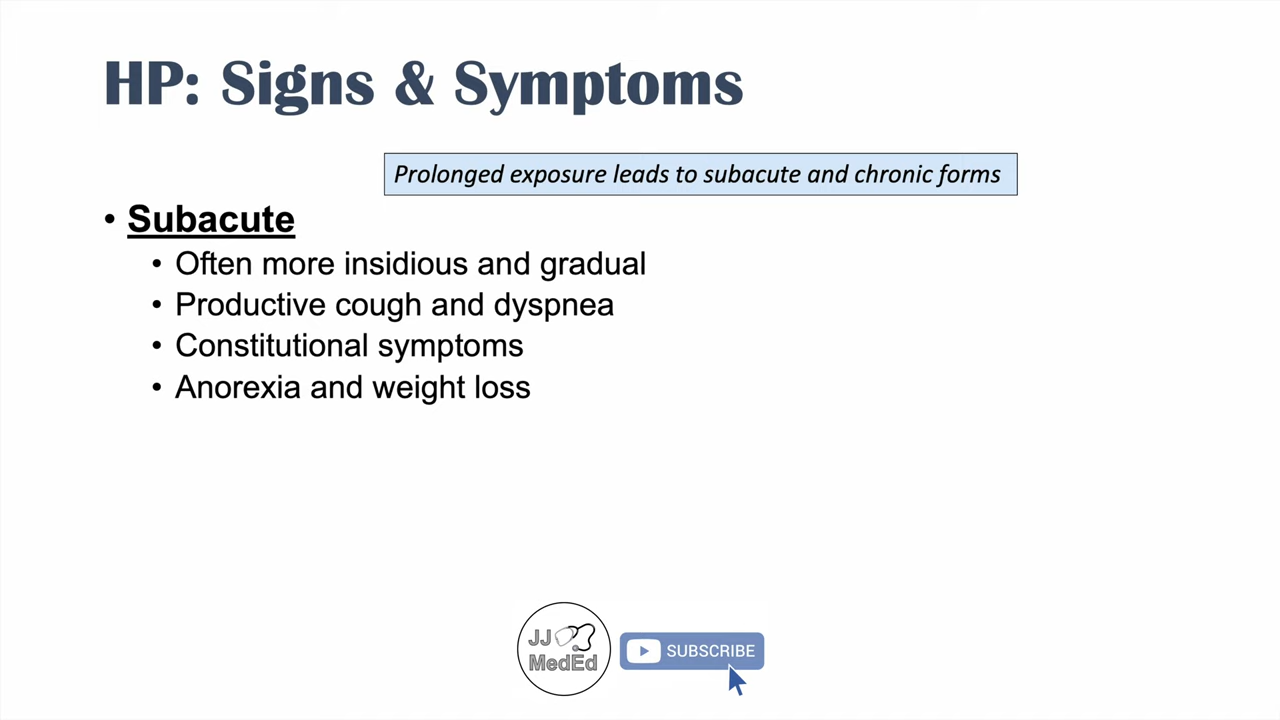 HP: Signs & Symptoms
Prolonged exposure leads to subacute and chronic forms
• Subacute
• Often more insidious and gradual
• Productive cough and dyspnea
• Constitutional symptoms
• Anorexia and weight loss
JJ
MedEd
SUBSCRIBE